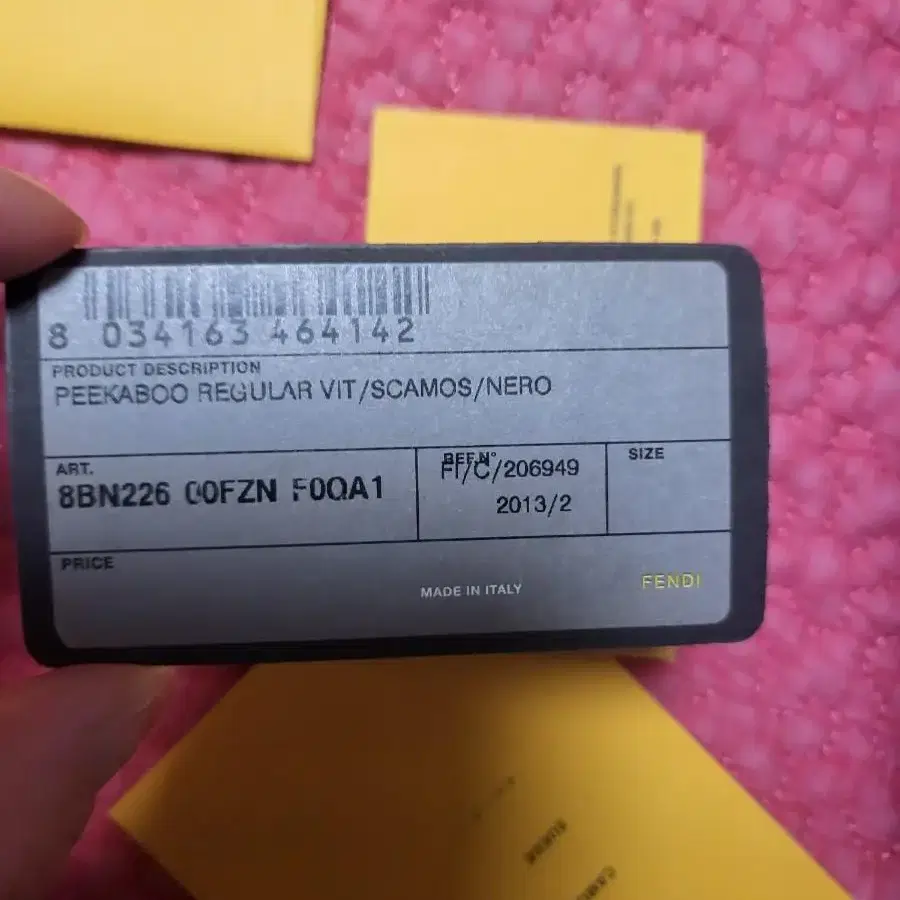 8 034163 464142
PRODUCT DESCRIPTION
PEEKABOO REGULAR VIT/SCAMOS/NERO
ART.
8BN226 00FZN F0QA1
REF.N°
FI/C/206949
2013/2
SIZE
PRICE
MADE IN ITALY
FENDI